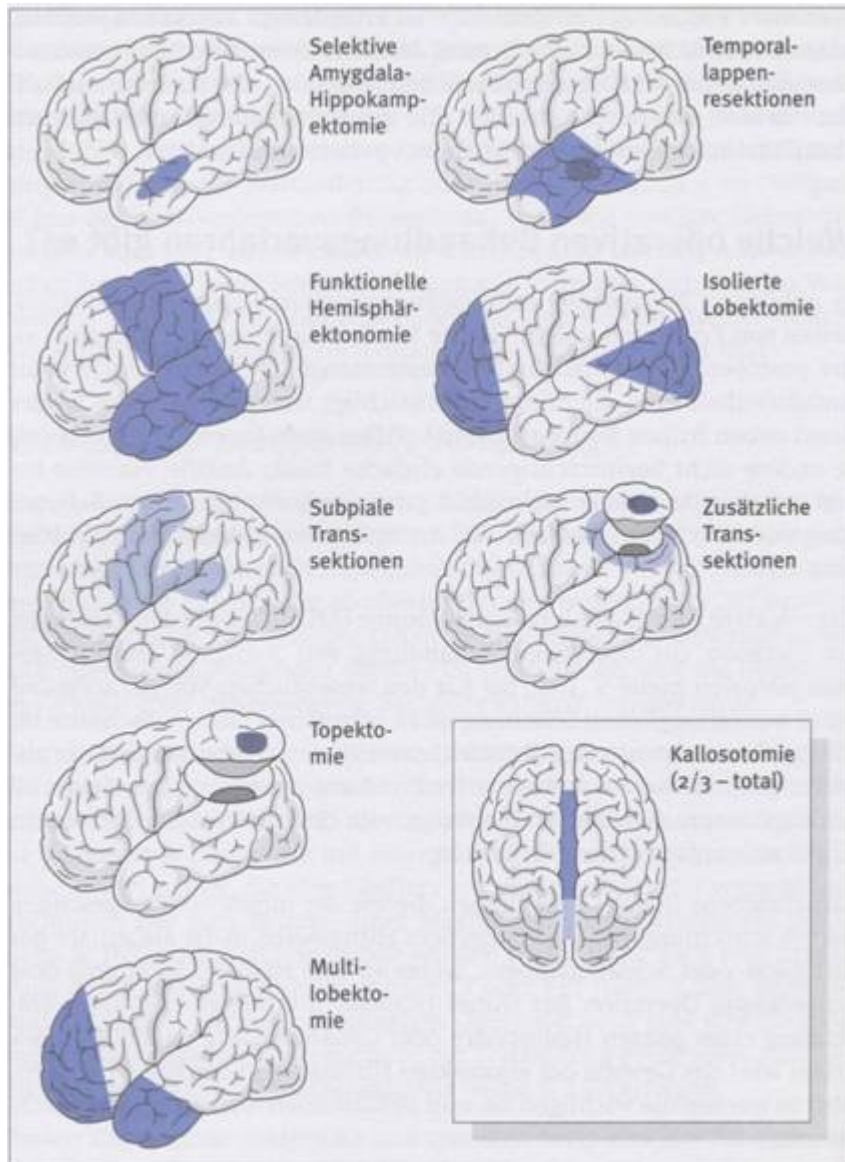 Selektive
Amygdala-
Hippokamp-
ektomie
Temporal-
lappen-
resektionen
Funktionelle
Hemisphär-
ektonomie
Isolierte
Lobektomie
Subpiale
Trans-
sektionen
Zusätzliche
Trans-
sektionen
Topekto-
mie
Kallosotomie
(2/3 – total)
Multi-
lobekto-
mie